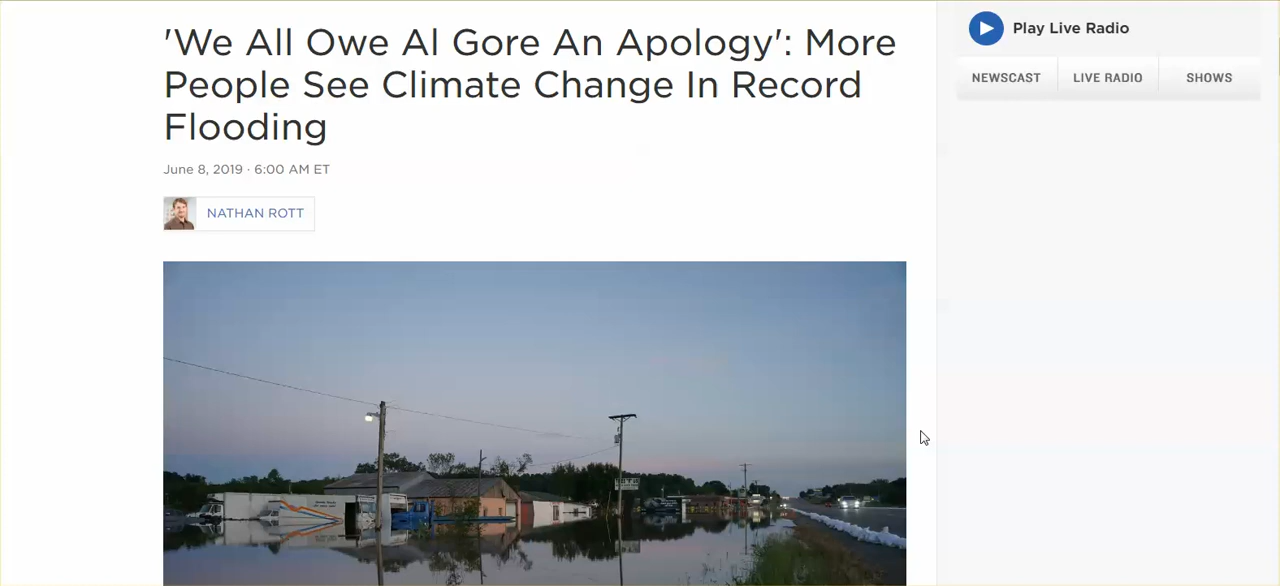 'We All Owe Al Gore An Apology': More
People See Climate Change In Record
Flooding
June 8, 2019 · 6:00 AM ET
NATHAN ROTT
Play Live Radio
NEWSCAST
LIVE RADIO
SHOWS